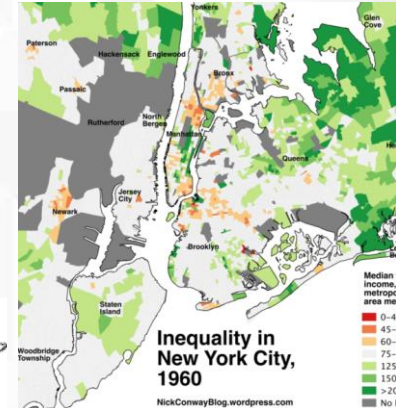 Yonkers
Glen
Cove
Paterson
Hackensack
Englewood
Passaic
Bronx
Rutherford
North
Bergen
Manhattan
Queens
Jersey
City
Newark
Brooklyn
Staten
Island
Woodbridge
Township
Inequality in
New York City,
1960
NickConwayBlog.wordpress.com
Median
income,
metropo
area me
0-4
45-
60-
75-
125
150
>20
No